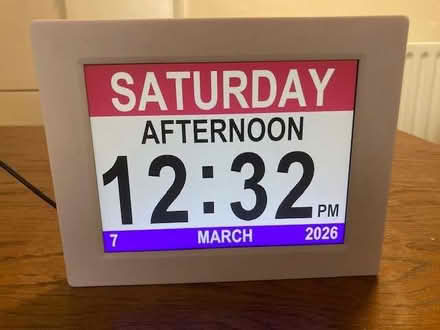 SATURDAY
AFTERNOON
12:32 PM
7 MARCH 2026